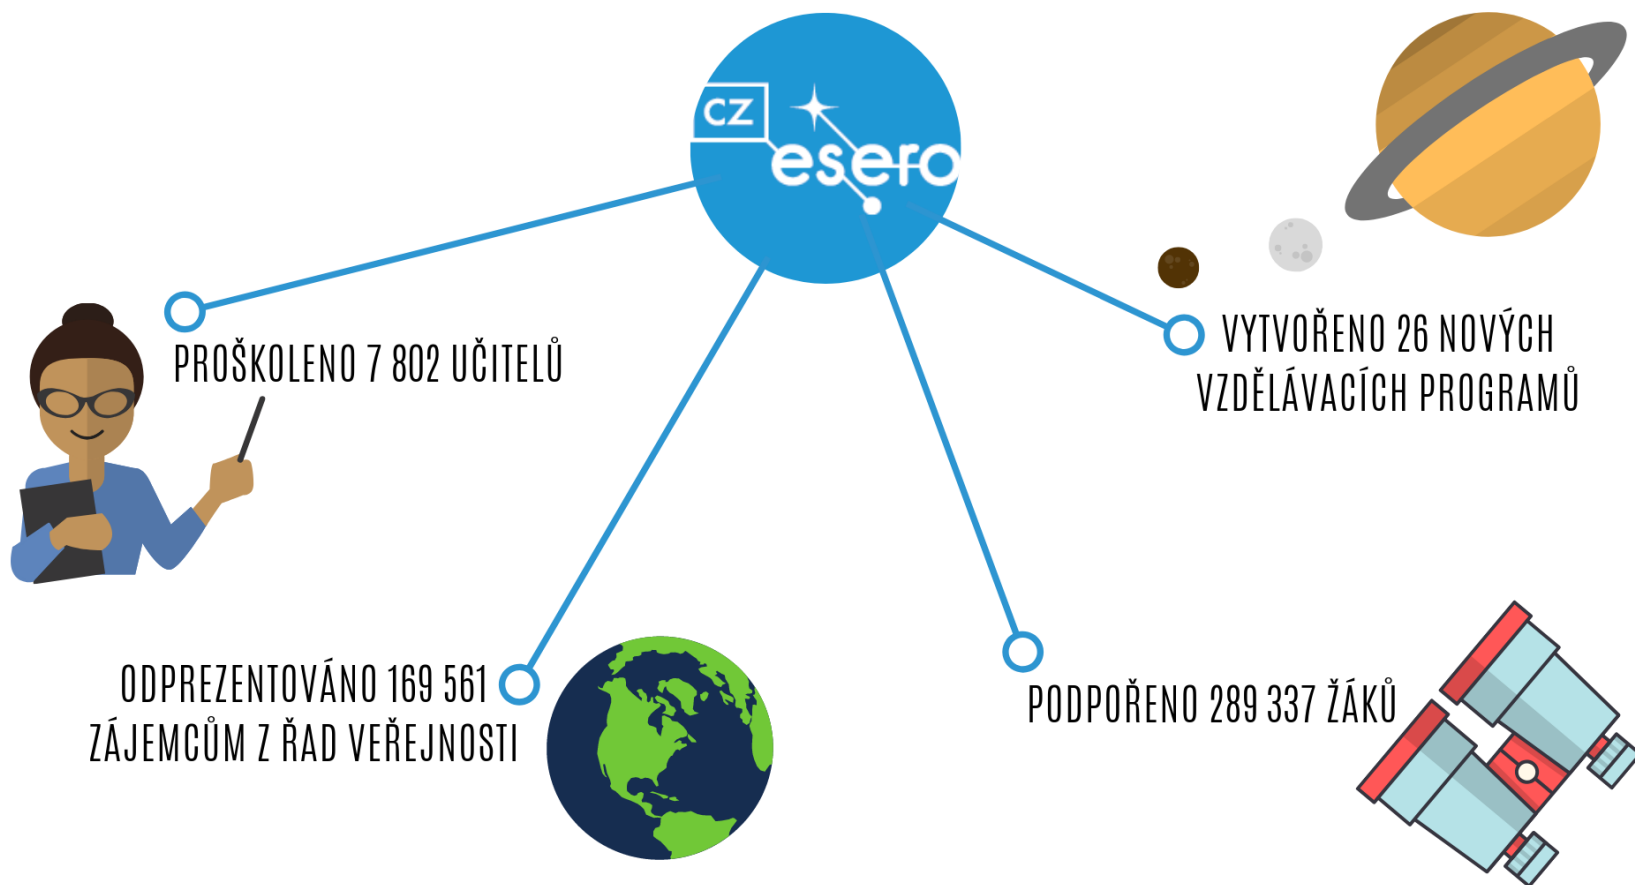 CZ
esero
PROŠKOLENO 7 802 UČITELŮ
VYTVOŘENO 26 NOVÝCH
VZDĚLÁVACÍCH PROGRAMŮ
ODPREZENTOVÁNO 169 561
ZÁJEMCŮM Z ŘAD VEŘEJNOSTI
PODPOŘENO 289 337 ŽÁKŮ